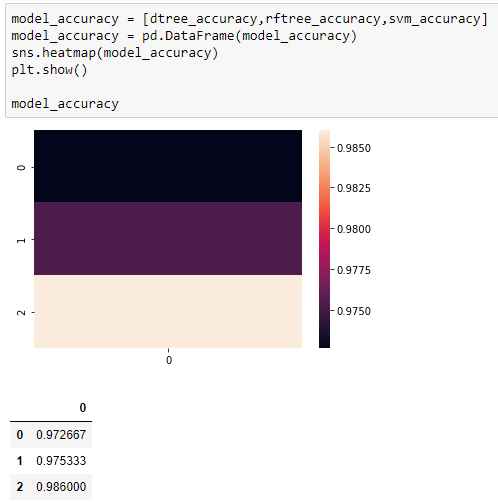 model_accuracy = [dtree_accuracy,rftree_accuracy,svm_accuracy]
model_accuracy = pd.DataFrame(model_accuracy)
sns.heatmap(model_accuracy)
plt.show()
model_accuracy
0
1
2
0
0.9850
0.9825
0.9800
0.9775
0.9750
0
0 0.972667
1 0.975333
2 0.986000